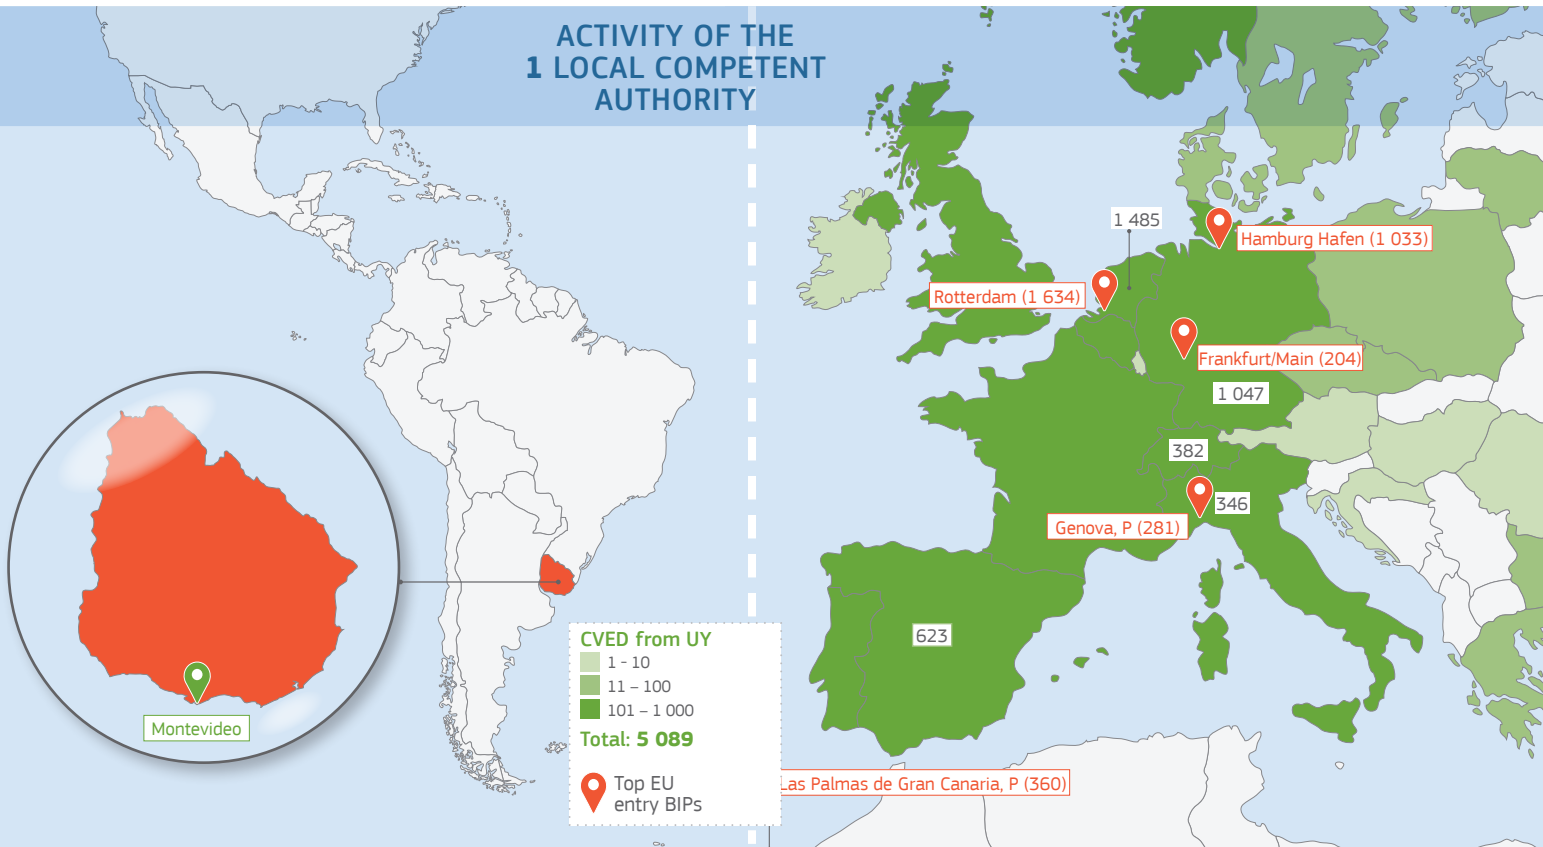 ACTIVITY OF THE
1 LOCAL COMPETENT
AUTHORITY
1 485
Hamburg Hafen (1 033)
Rotterdam (1 634)
Frankfurt/Main (204)
1 047
382
346
Genova, P (281)
623
Montevideo
CVED from UY
1 - 10
11 – 100
101 – 1 000
Total: 5 089
Top EU
entry BIPs
Las Palmas de Gran Canaria, P (360)